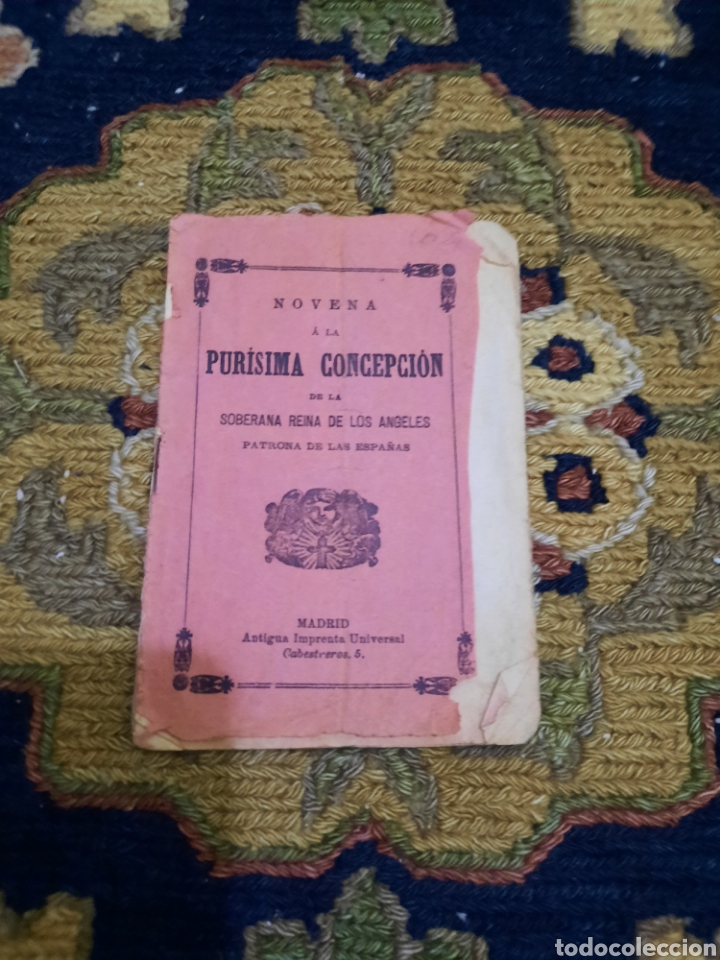 NOVENA
Á LA
PURÍSIMA CONCEPCIÓN
DE LA
SOBERANA REINA DE LOS ANGELES
PATRONA DE LAS ESPAÑAS
MADRID
Antigua Imprenta Universal
Cabestreros, 5.
todocoleccion